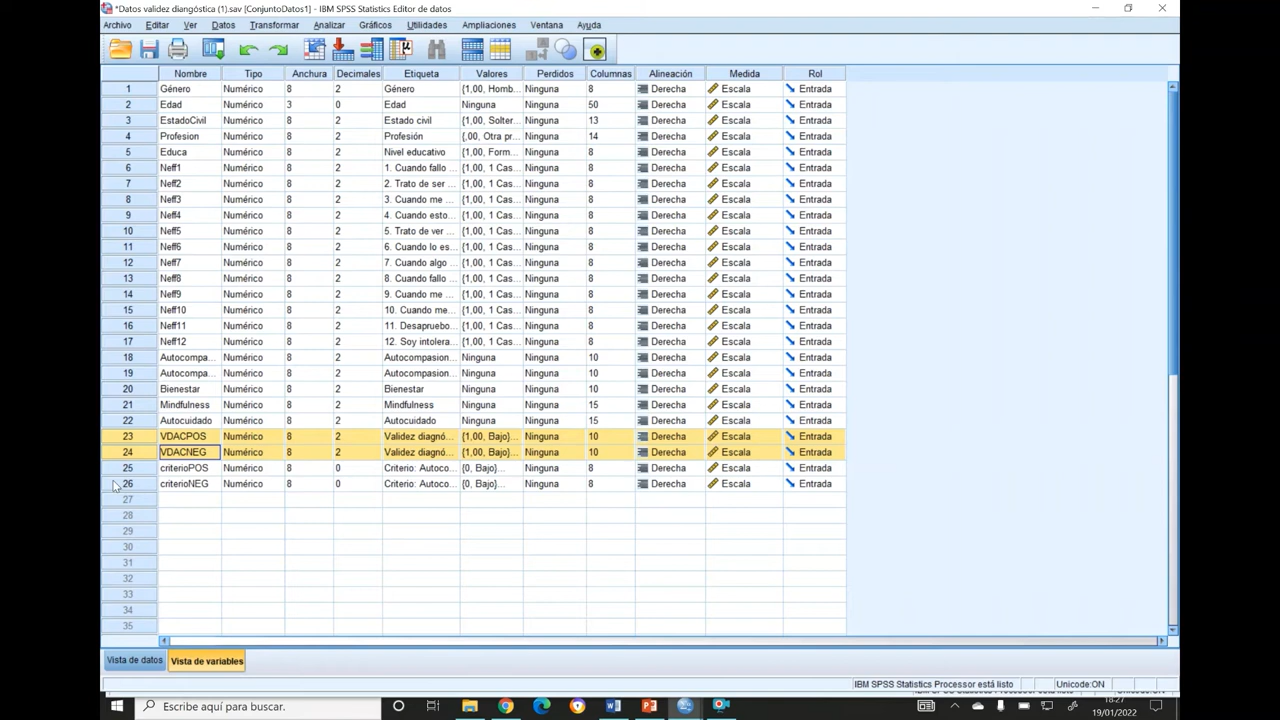 *Datos validez diangóstica (1).sav [ConjuntoDatos1] - IBM SPSS Statistics Editor de datos
Archivo Editar Ver Datos Transformar Analizar Gráficos Utilidades Ampliaciones Ventana Ayuda
Nombre Tipo Anchura Decimales Etiqueta Valores Perdidos Columnas Alineación Medida Rol
1 Género Numérico 8 2 Género {1,00, Homb... Ninguna 8 Derecha Escala Entrada
2 Edad Numérico 3 0 Edad Ninguna Ninguna 50 Derecha Escala Entrada
3 EstadoCivil Numérico 8 2 Estado civil {1,00, Solter... Ninguna 13 Derecha Escala Entrada
4 Profesion Numérico 8 2 Profesión {,00, Otra pr... Ninguna 14 Derecha Escala Entrada
5 Educa Numérico 8 2 Nivel educativo {1,00, Form... Ninguna 8 Derecha Escala Entrada
6 Neff1 Numérico 8 2 1. Cuando fallo ... {1,00, 1 Cas... Ninguna 8 Derecha Escala Entrada
7 Neff2 Numérico 8 2 2. Trato de ser ... {1,00, 1 Cas... Ninguna 8 Derecha Escala Entrada
8 Neff3 Numérico 8 2 3. Cuando me ... {1,00, 1 Cas... Ninguna 8 Derecha Escala Entrada
9 Neff4 Numérico 8 2 4. Cuando esto... {1,00, 1 Cas... Ninguna 8 Derecha Escala Entrada
10 Neff5 Numérico 8 2 5. Trato de ver ... {1,00, 1 Cas... Ninguna 8 Derecha Escala Entrada
11 Neff6 Numérico 8 2 6. Cuando lo es... {1,00, 1 Cas... Ninguna 8 Derecha Escala Entrada
12 Neff7 Numérico 8 2 7. Cuando algo ... {1,00, 1 Cas... Ninguna 8 Derecha Escala Entrada
13 Neff8 Numérico 8 2 8. Cuando fallo ... {1,00, 1 Cas... Ninguna 8 Derecha Escala Entrada
14 Neff9 Numérico 8 2 9. Cuando me ... {1,00, 1 Cas... Ninguna 8 Derecha Escala Entrada
15 Neff10 Numérico 8 2 10. Cuando me... {1,00, 1 Cas... Ninguna 8 Derecha Escala Entrada
16 Neff11 Numérico 8 2 11. Desapruebo... {1,00, 1 Cas... Ninguna 8 Derecha Escala Entrada
17 Neff12 Numérico 8 2 12. Soy intolera... {1,00, 1 Cas... Ninguna 8 Derecha Escala Entrada
18 Autocompa... Numérico 8 2 Autocompasion... Ninguna Ninguna 10 Derecha Escala Entrada
19 Autocompa... Numérico 8 2 Autocompasion... Ninguna Ninguna 10 Derecha Escala Entrada
20 Bienestar Numérico 8 2 Bienestar Ninguna Ninguna 10 Derecha Escala Entrada
21 Mindfulness Numérico 8 2 Mindfulness Ninguna Ninguna 15 Derecha Escala Entrada
22 Autocuidado Numérico 8 2 Autocuidado Ninguna Ninguna 15 Derecha Escala Entrada
23 VDACPOS Numérico 8 2 Validez diagnó... {1,00, Bajo}... Ninguna 10 Derecha Escala Entrada
24 VDACNEG Numérico 8 2 Validez diagnó... {1,00, Bajo}... Ninguna 10 Derecha Escala Entrada
25 criterioPOS Numérico 8 0 Criterio: Autoco... {0, Bajo}... Ninguna 8 Derecha Escala Entrada
26 criterioNEG Numérico 8 0 Criterio: Autoco... {0, Bajo}... Ninguna 8 Derecha Escala Entrada
27
28
29
30
31
32
33
34
35
Vista de datos Vista de variables
IBM SPSS Statistics Processor está listo Unicode:ON
Escribe aquí para buscar.
18:27
19/01/2022